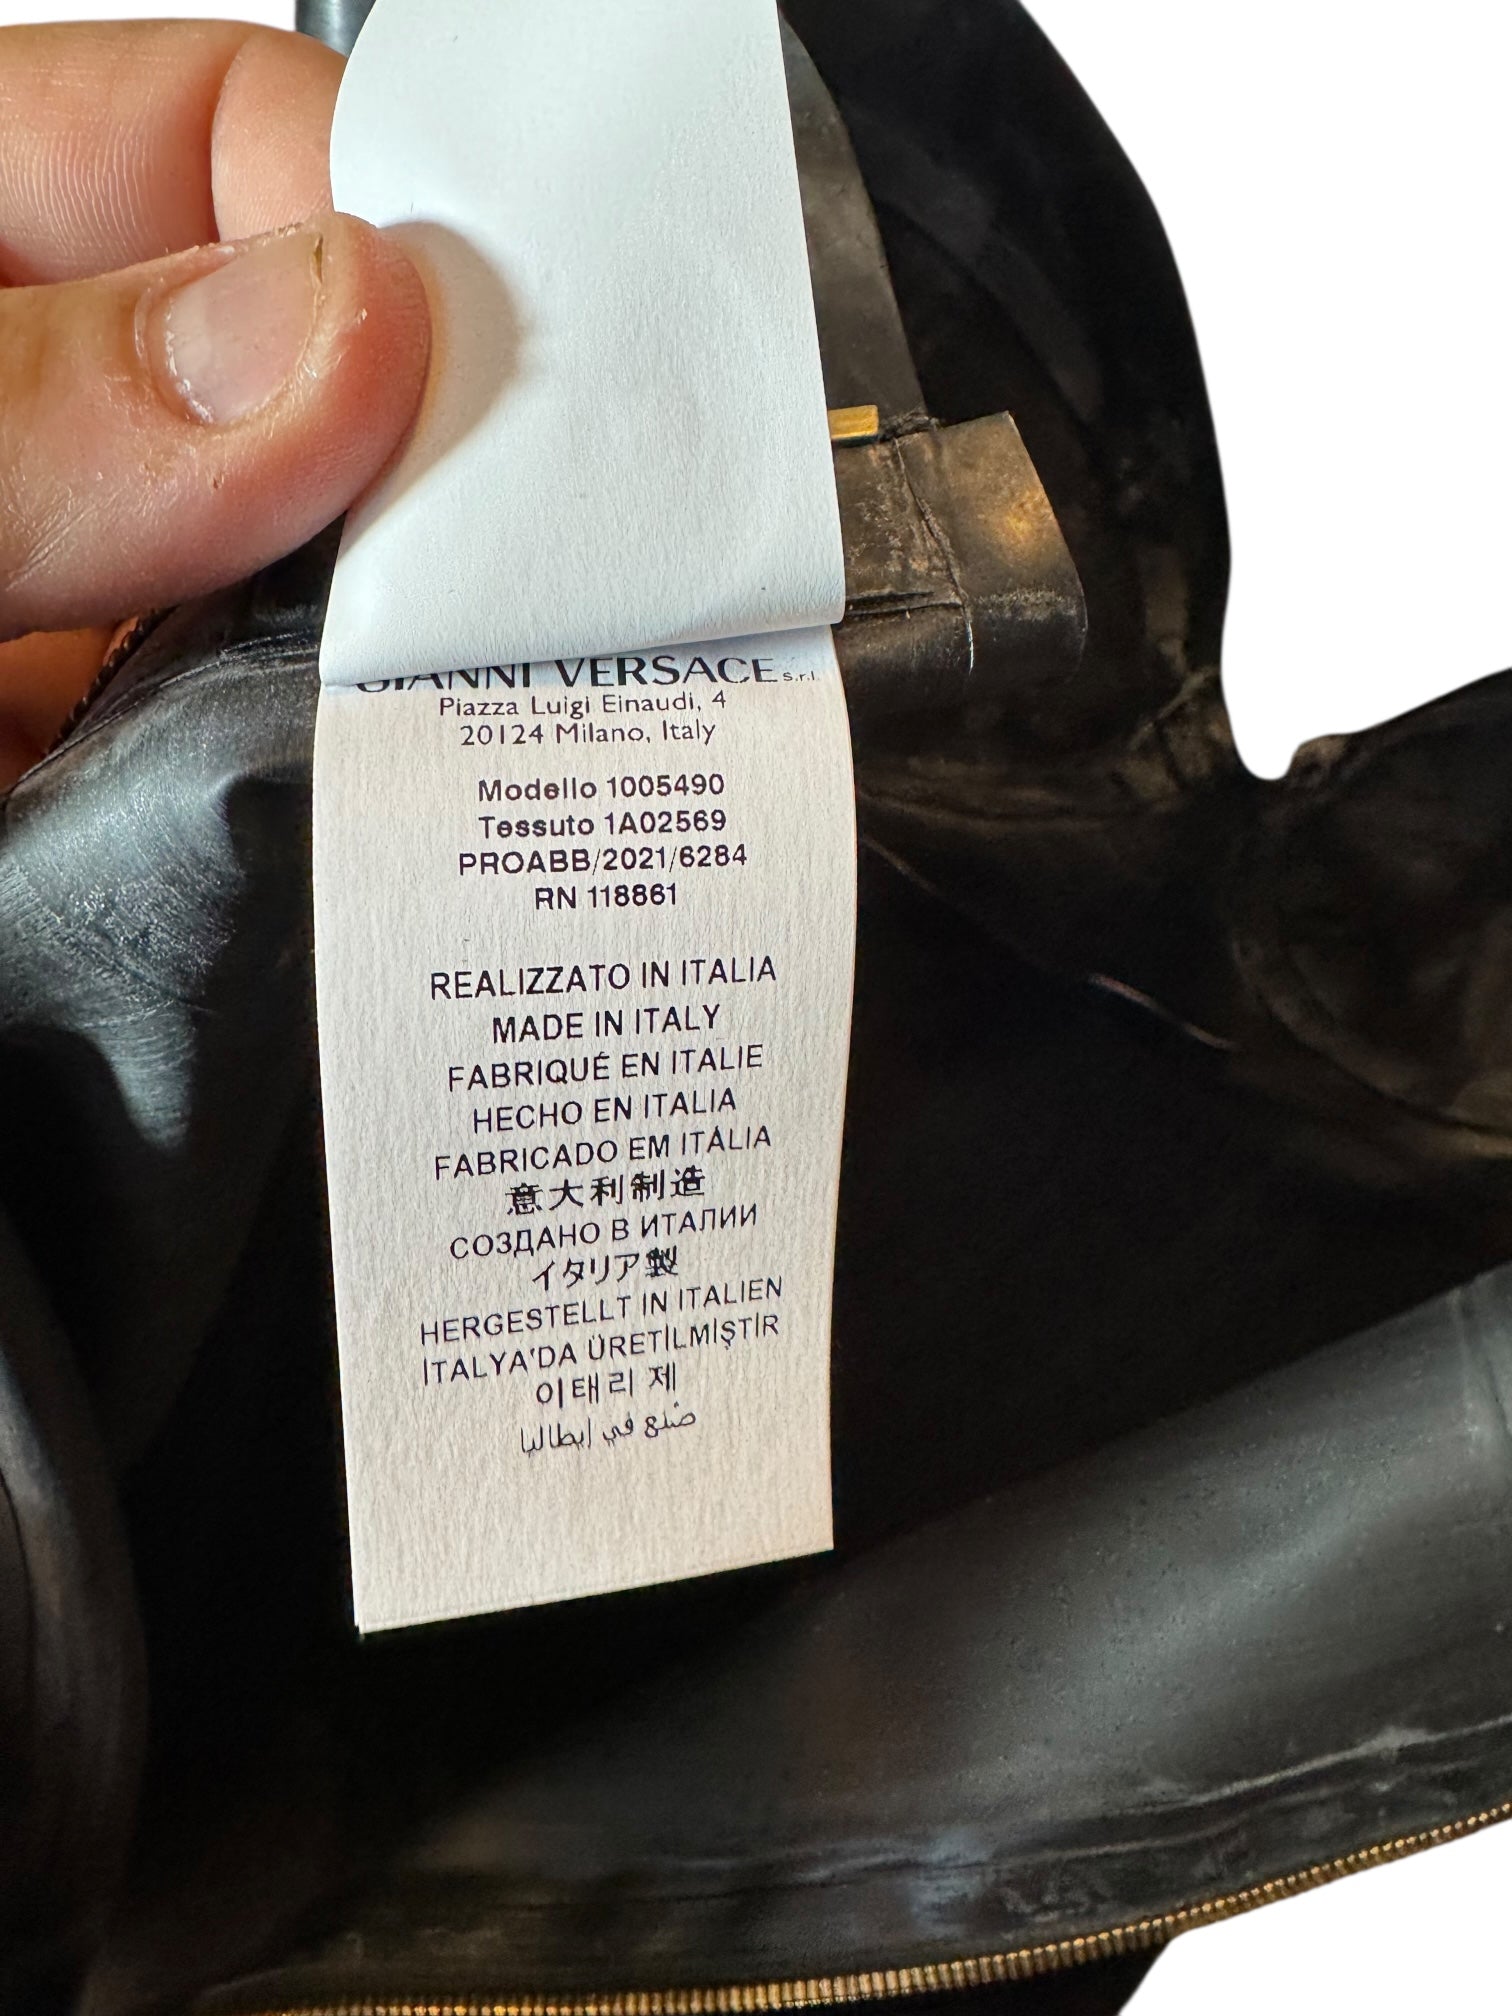 GIANNI VERSACE s.r.l.
Piazza Luigi Einaudi, 4
20124 Milano, Italy
Modello 1005490
Tessuto 1A02569
PROABB/2021/6284
RN 118861
REALIZZATO IN ITALIA
MADE IN ITALY
FABRIQUÉ EN ITALIE
HECHO EN ITALIA
FABRICADO EM ITÁLIA
意大利制造
СОЗДАНО В ИТАЛИИ
イタリア製
HERGESTELLT IN ITALIEN
İTALYA'DA ÜRETİLMİŞTİR
이태리 제
صنع في إيطاليا